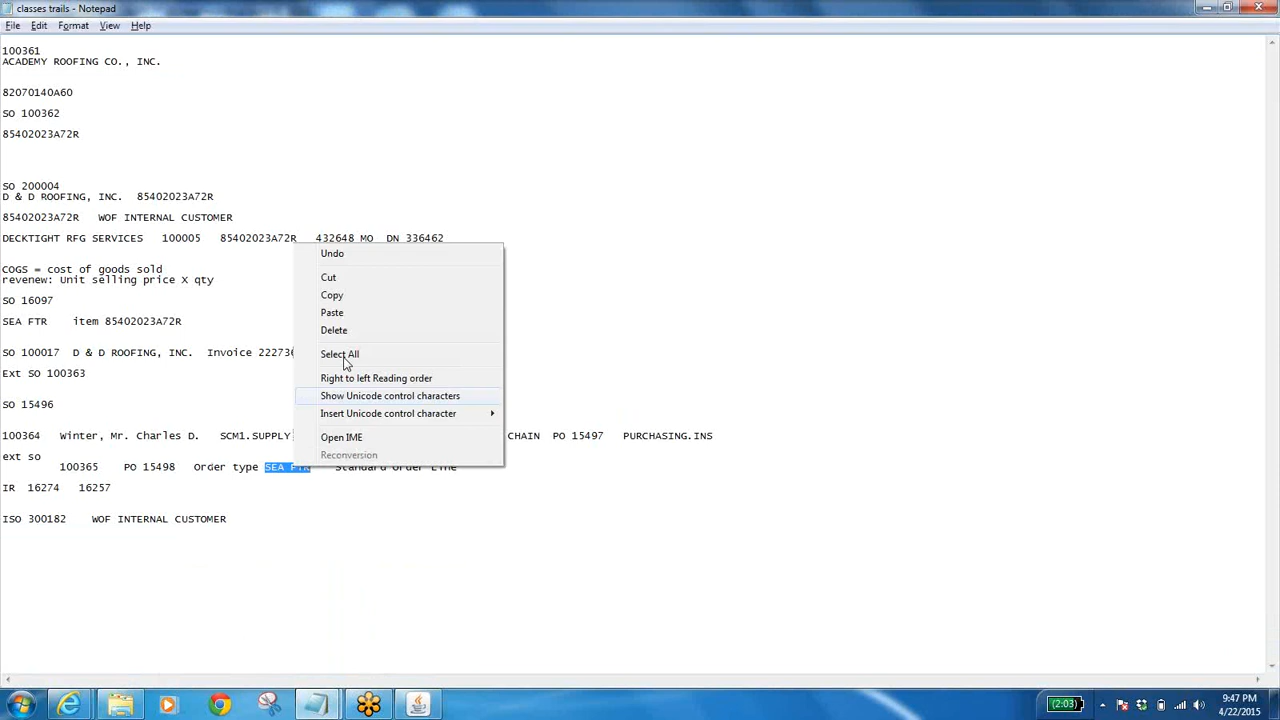 classes trails - Notepad
File Edit Format View Help
100361
ACADEMY ROOFING CO., INC.
82070140A60
SO 100362
85402023A72R
SO 200004
D & D ROOFING, INC. 85402023A72R
85402023A72R WOF INTERNAL CUSTOMER
DECKTIGHT RFG SERVICES 100005 85402023A72R 432648 MO DN 336462
COGS = cost of goods sold
revenew: Unit selling price X qty
SO 16097
SEA FTR item 85402023A72R
SO 100017 D & D ROOFING, INC. Invoice
Ext SO 100363
SO 15496
100364 Winter, Mr. Charles D. SCM1.SUPPLY CHAIN PO 15497 PURCHASING.INS
ext so
100365 PO 15498 Order type SEA FTR Standard Order Line
IR 16274 16257
ISO 300182 WOF INTERNAL CUSTOMER
Undo
Cut
Copy
Paste
Delete
Select All
Right to left Reading order
Show Unicode control characters
Insert Unicode control character
Open IME
Reconversion
(2:03)
9:47 PM
4/22/2015